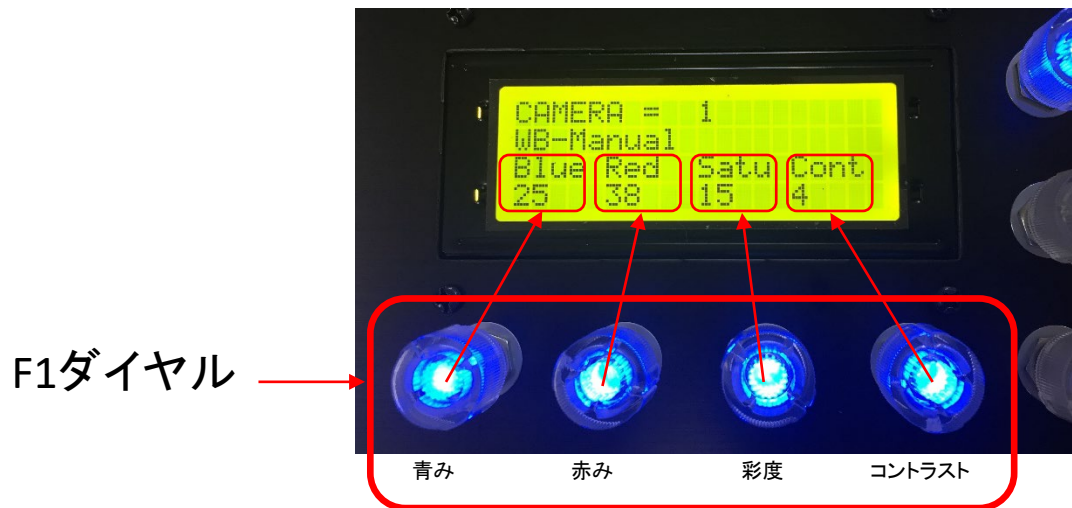 CAMERA = 1
WB-Manual
Blue Red Satu Cont
25 38 15 4
F1ダイヤル
青み 赤み 彩度 コントラスト